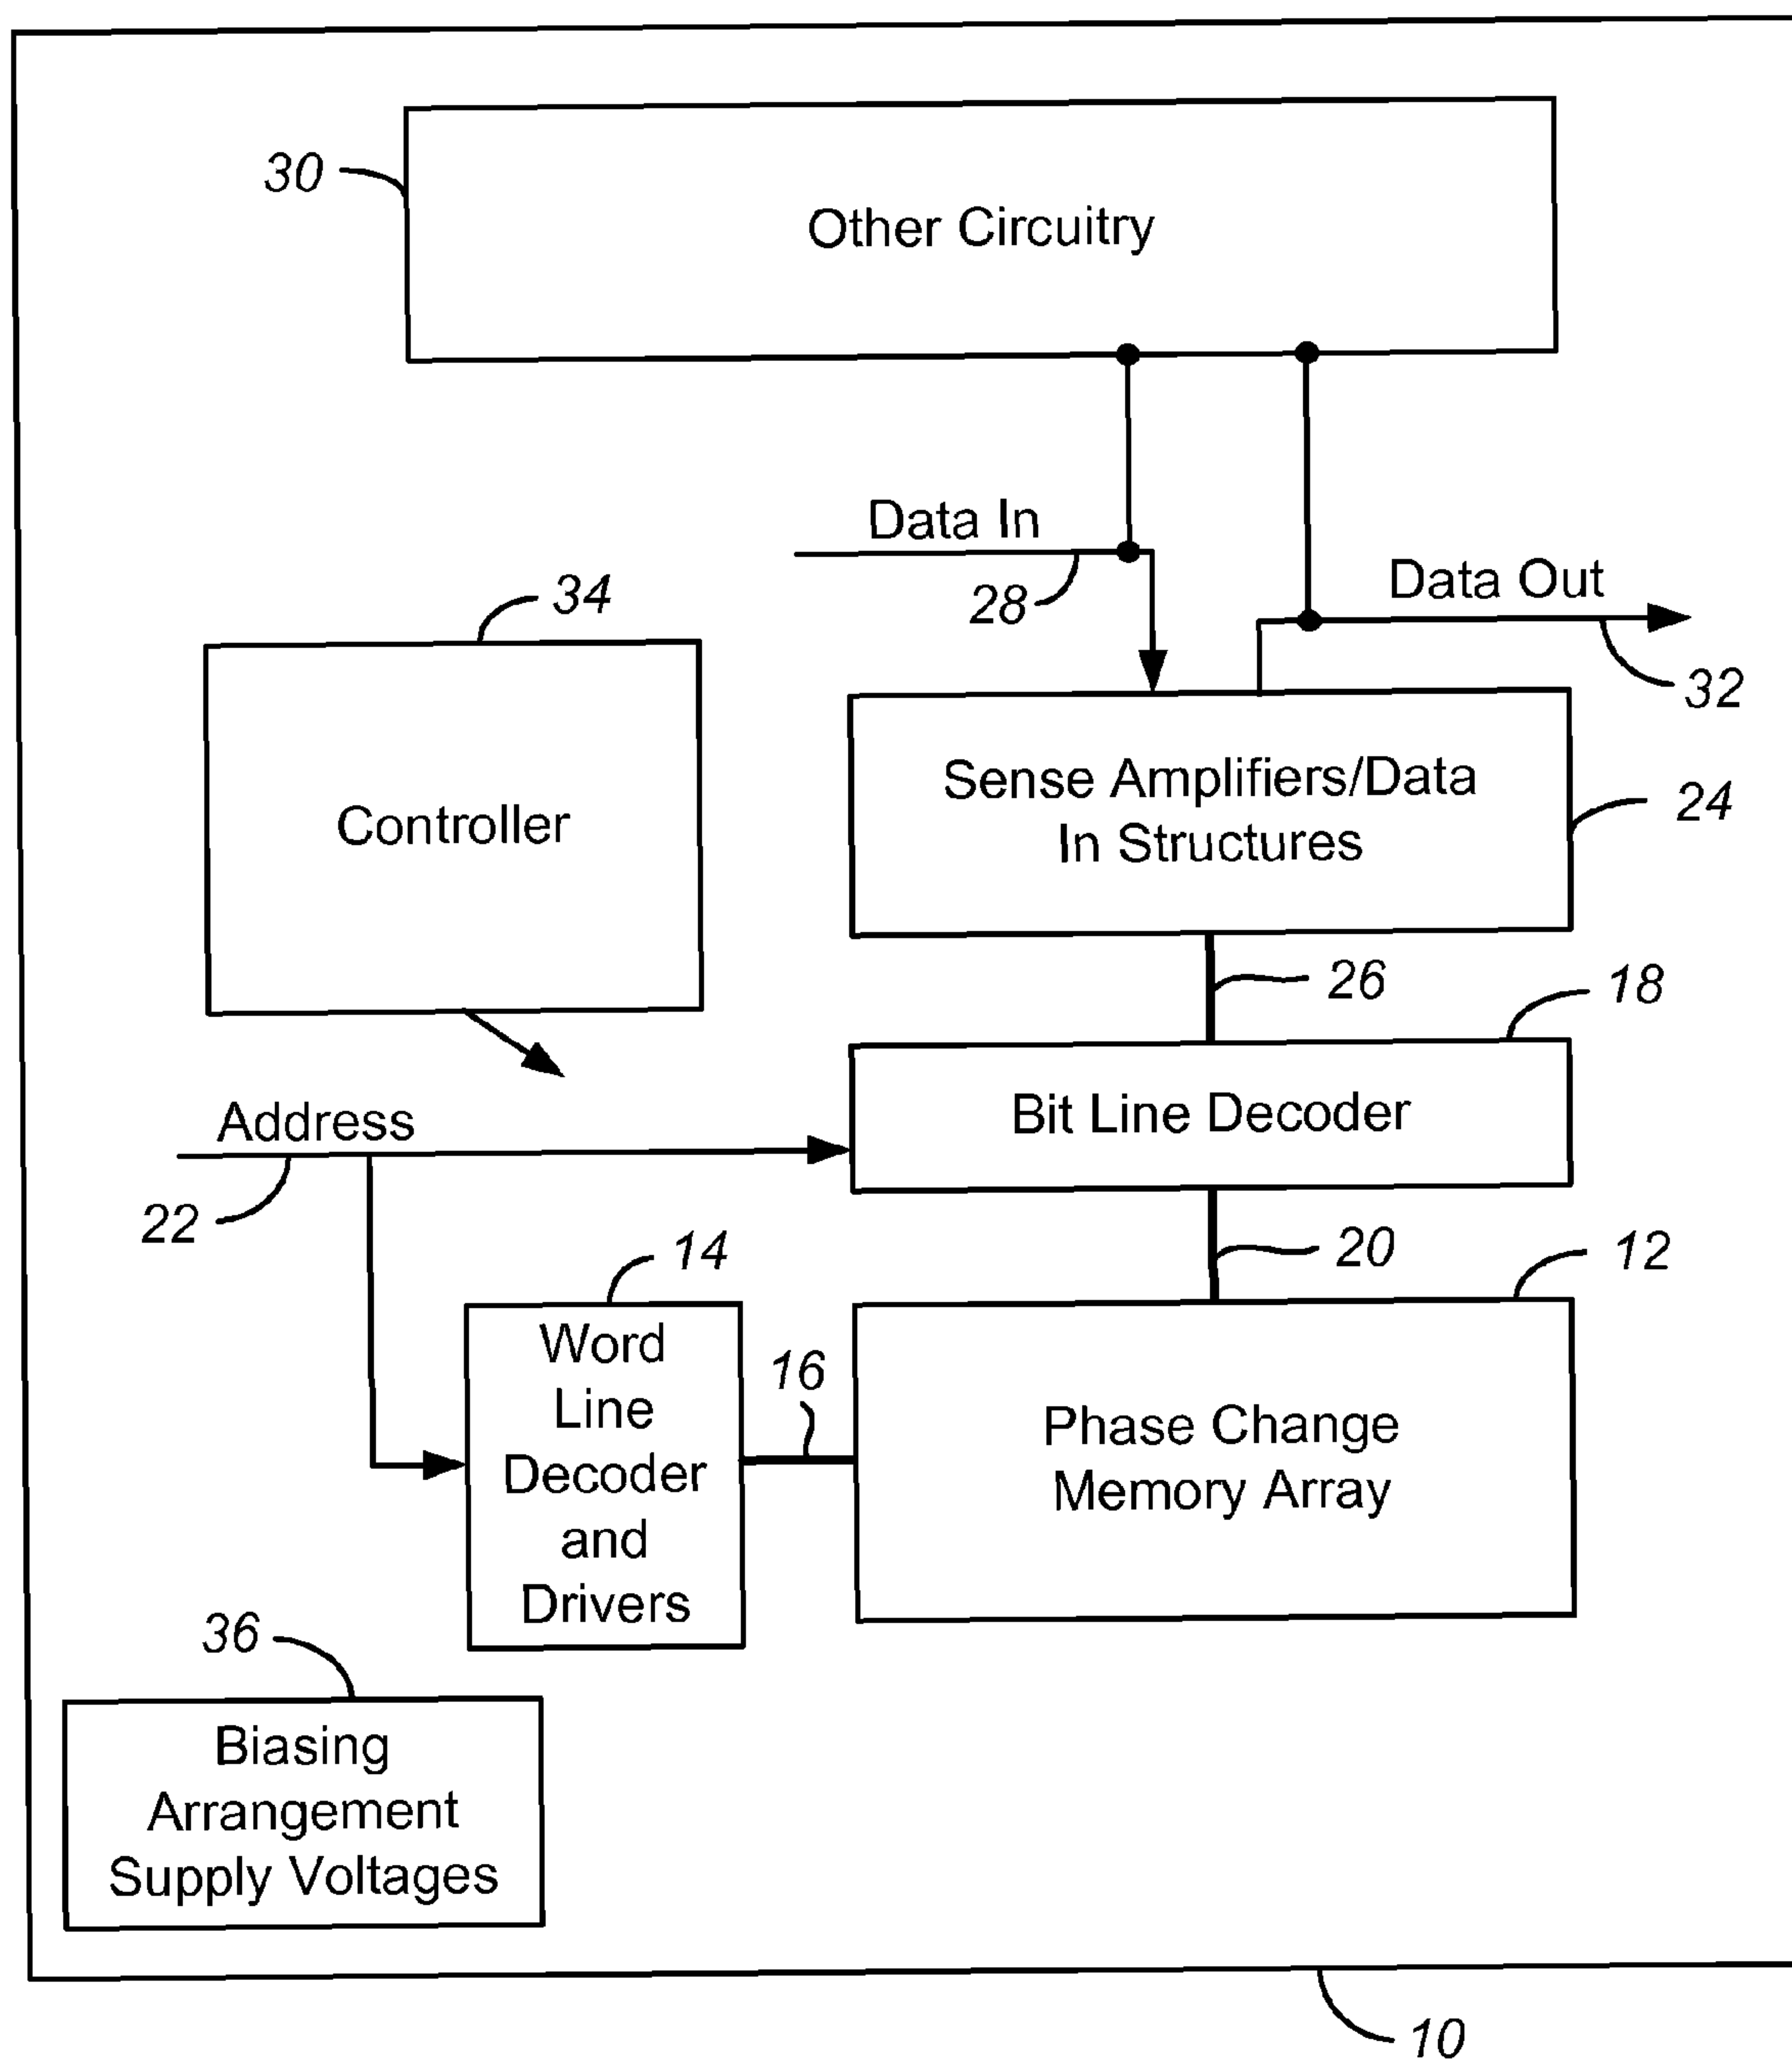 30
Other Circuitry
Data In
28
Data Out
32
34
Controller
Sense Amplifiers/Data
In Structures
24
26
18
Bit Line Decoder
Address
22
20
12
14
Word
Line
Decoder
and
Drivers
16
Phase Change
Memory Array
36
Biasing
Arrangement
Supply Voltages
10